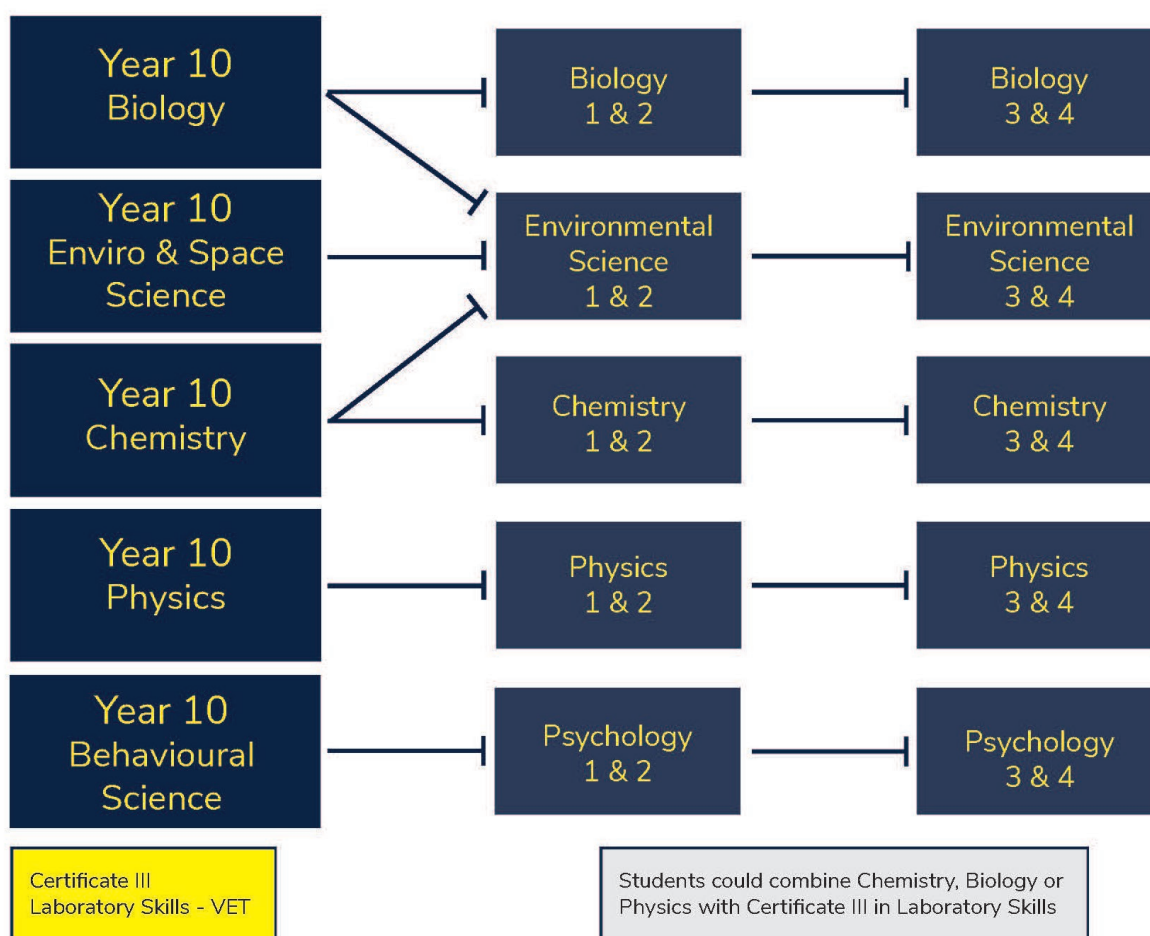 Year 10
Biology
Biology
1 & 2
Biology
3 & 4
Year 10
Enviro & Space
Science
Environmental
Science
1 & 2
Environmental
Science
3 & 4
Year 10
Chemistry
Chemistry
1 & 2
Chemistry
3 & 4
Year 10
Physics
Physics
1 & 2
Physics
3 & 4
Year 10
Behavioural
Science
Psychology
1 & 2
Psychology
3 & 4
Certificate III
Laboratory Skills - VET
Students could combine Chemistry, Biology or
Physics with Certificate III in Laboratory Skills